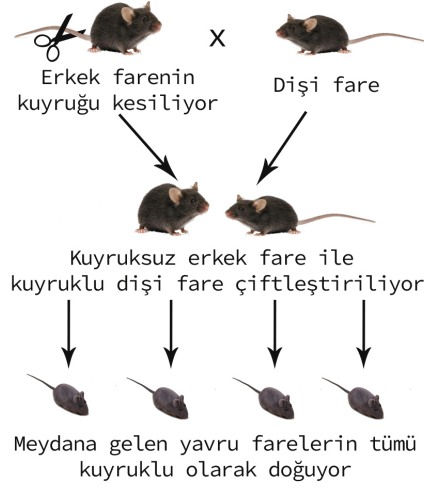 X
Erkek farenin
kuyruğu kesiliyor
Dişi fare
Kuyruksuz erkek fare ile
kuyruklu dişi fare çiftleştiriliyor
Meydana gelen yavru farelerin tümü
kuyruklu olarak doğuyor